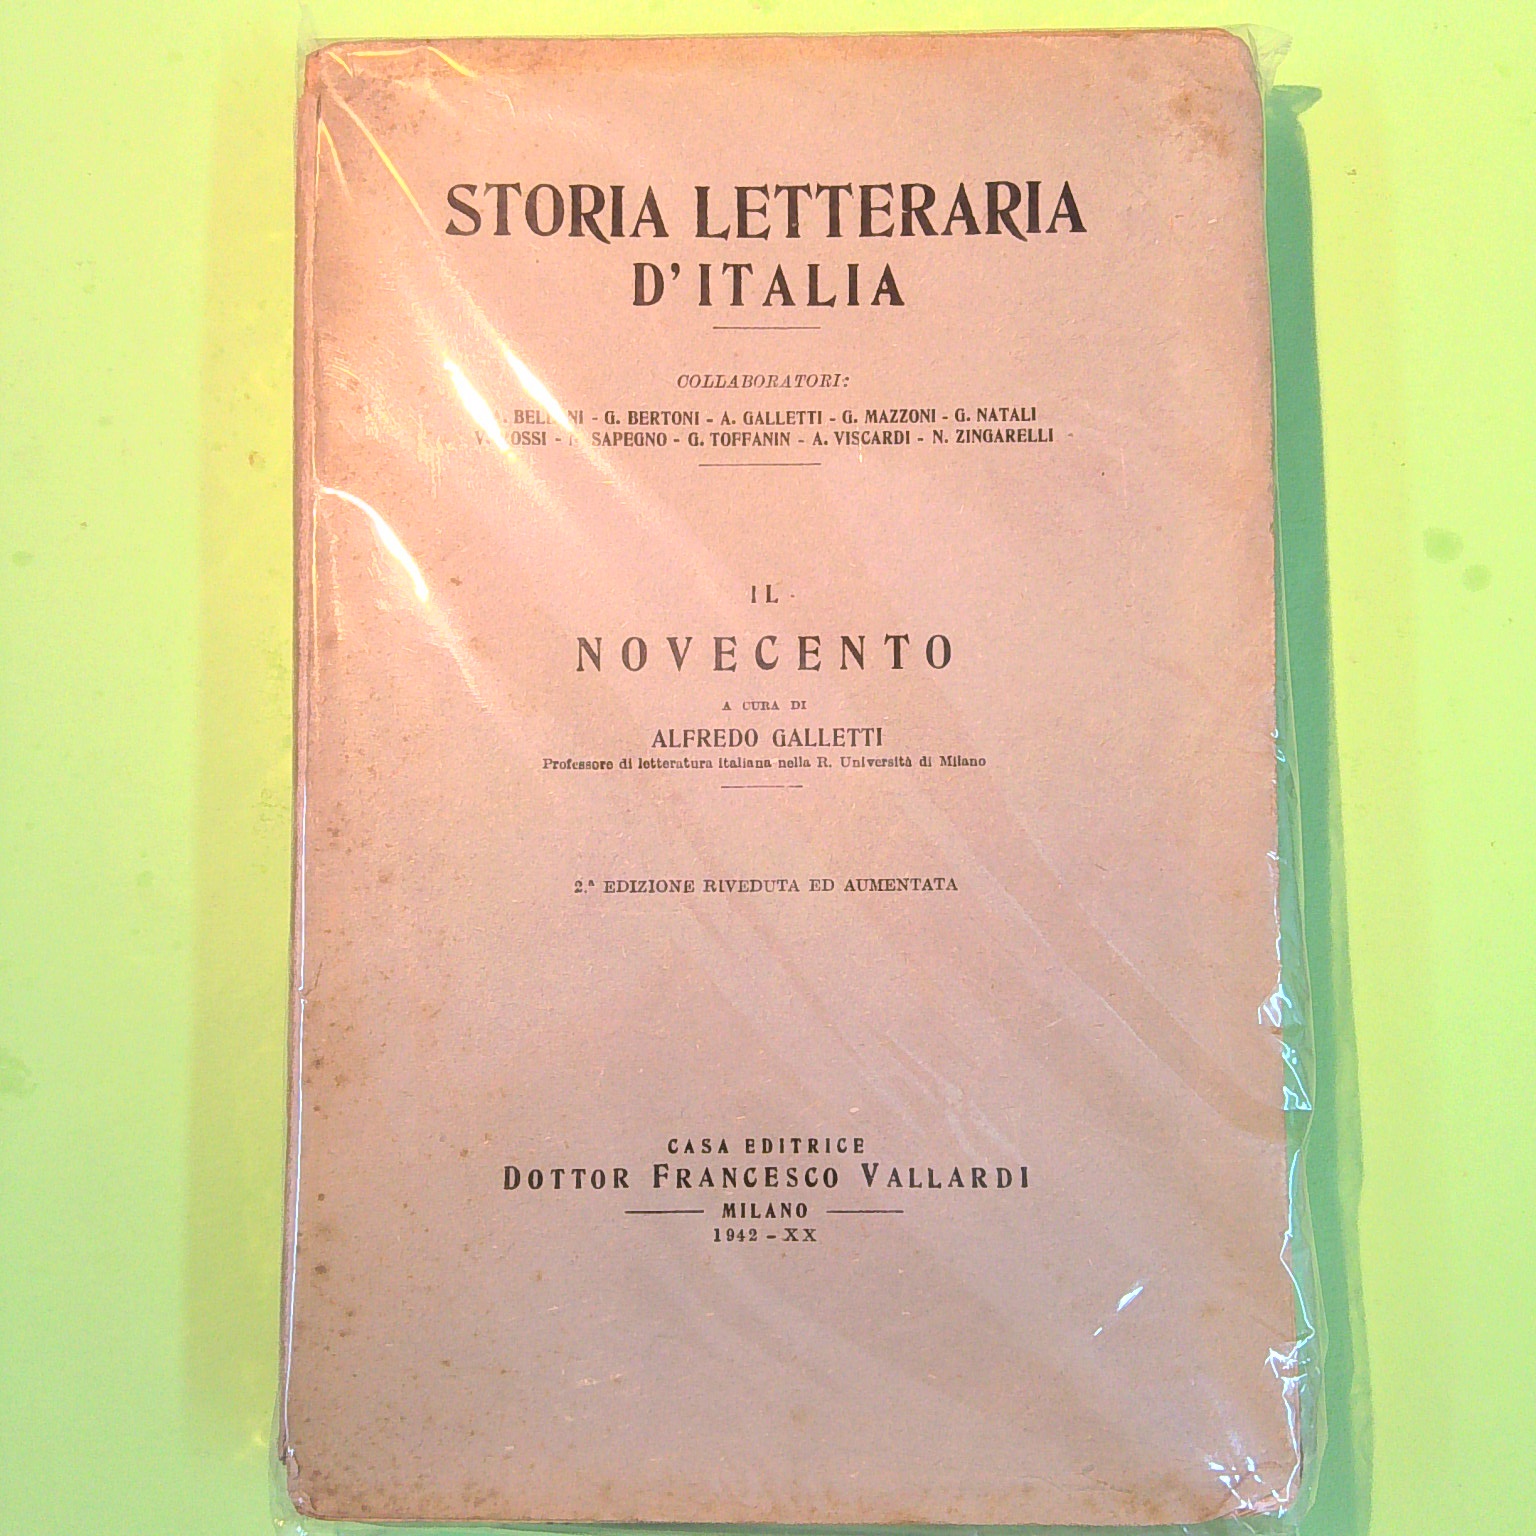 STORIA LETTERARIA
D'ITALIA
COLLABORATORI:
A. BELLONI - G. BERTONI - A. GALLETTI - G. MAZZONI - G. NATALI
V. ROSSI - N. SAPEGNO - G. TOFFANIN - A. VISCARDI - N. ZINGARELLI
IL
NOVECENTO
A CURA DI
ALFREDO GALLETTI
Professore di letteratura italiana nella R. Università di Milano
2.ª EDIZIONE RIVEDUTA ED AUMENTATA
CASA EDITRICE
DOTTOR FRANCESCO VALLARDI
MILANO
1942 - XX